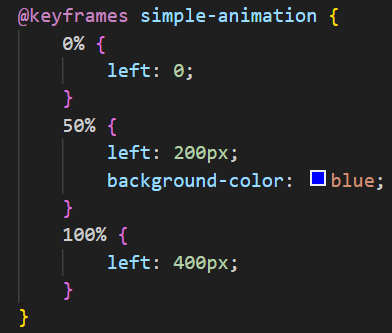 @keyframes simple-animation {
    0% {
        left: 0;
    }
    50% {
        left: 200px;
        background-color: blue;
    }
    100% {
        left: 400px;
    }
}